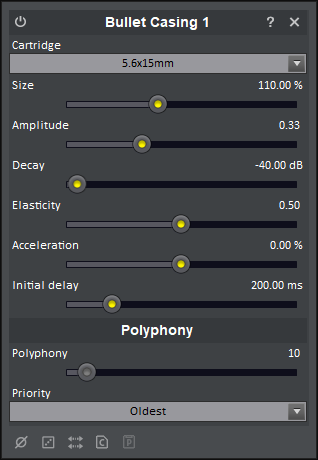 Bullet Casing 1 ?
Cartridge
5.6x15mm
Size 110.00 %
Amplitude 0.33
Decay -40.00 dB
Elasticity 0.50
Acceleration 0.00 %
Initial delay 200.00 ms
Polyphony
Polyphony 10
Priority
Oldest
C P